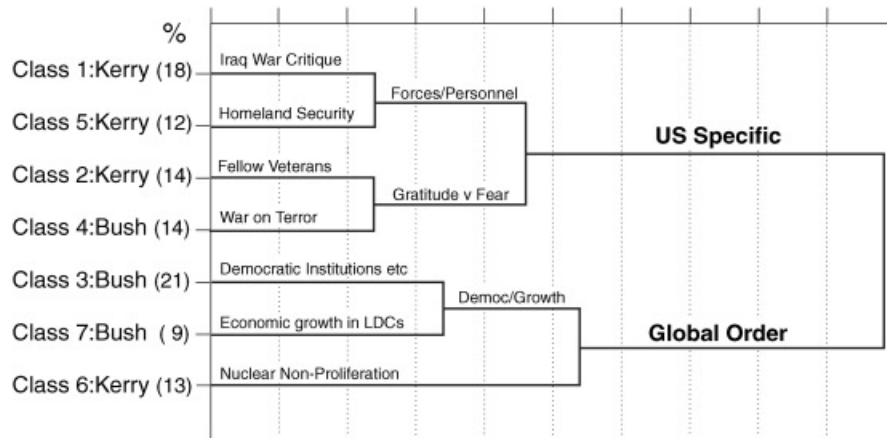 %
Class 1:Kerry (18)
Iraq War Critique
Forces/Personnel
Class 5:Kerry (12)
Homeland Security
US Specific
Class 2:Kerry (14)
Fellow Veterans
Gratitude v Fear
Class 4:Bush (14)
War on Terror
Class 3:Bush (21)
Democratic Institutions etc
Democ/Growth
Class 7:Bush ( 9)
Economic growth in LDCs
Global Order
Class 6:Kerry (13)
Nuclear Non-Proliferation